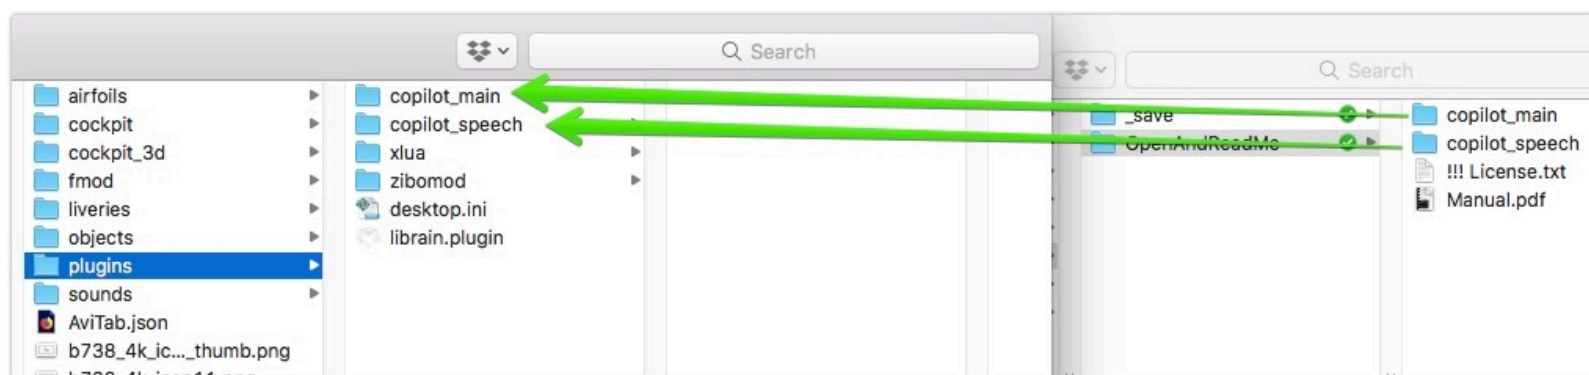 Search
airfoils
cockpit
cockpit_3d
fmod
liveries
objects
plugins
sounds
AviTab.json
b738_4k_ic..._thumb.png
copilot_main
copilot_speech
xlua
zibomod
desktop.ini
librain.plugin
Search
_save
OpenAndReadMe
copilot_main
copilot_speech
!!! License.txt
Manual.pdf